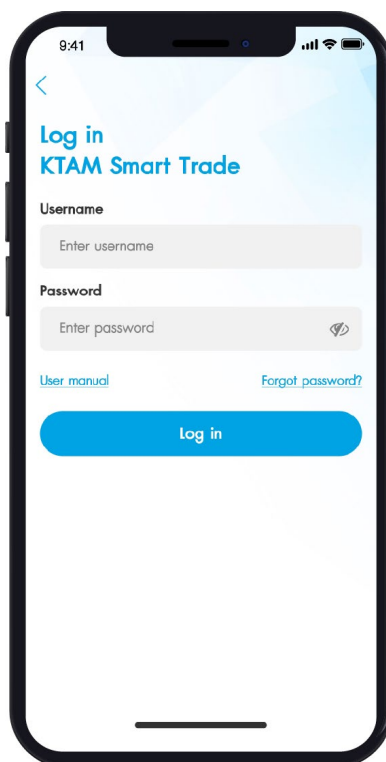 9:41
Log in
KTAM Smart Trade
Username
Enter username
Password
Enter password
User manual Forgot password?
Log in